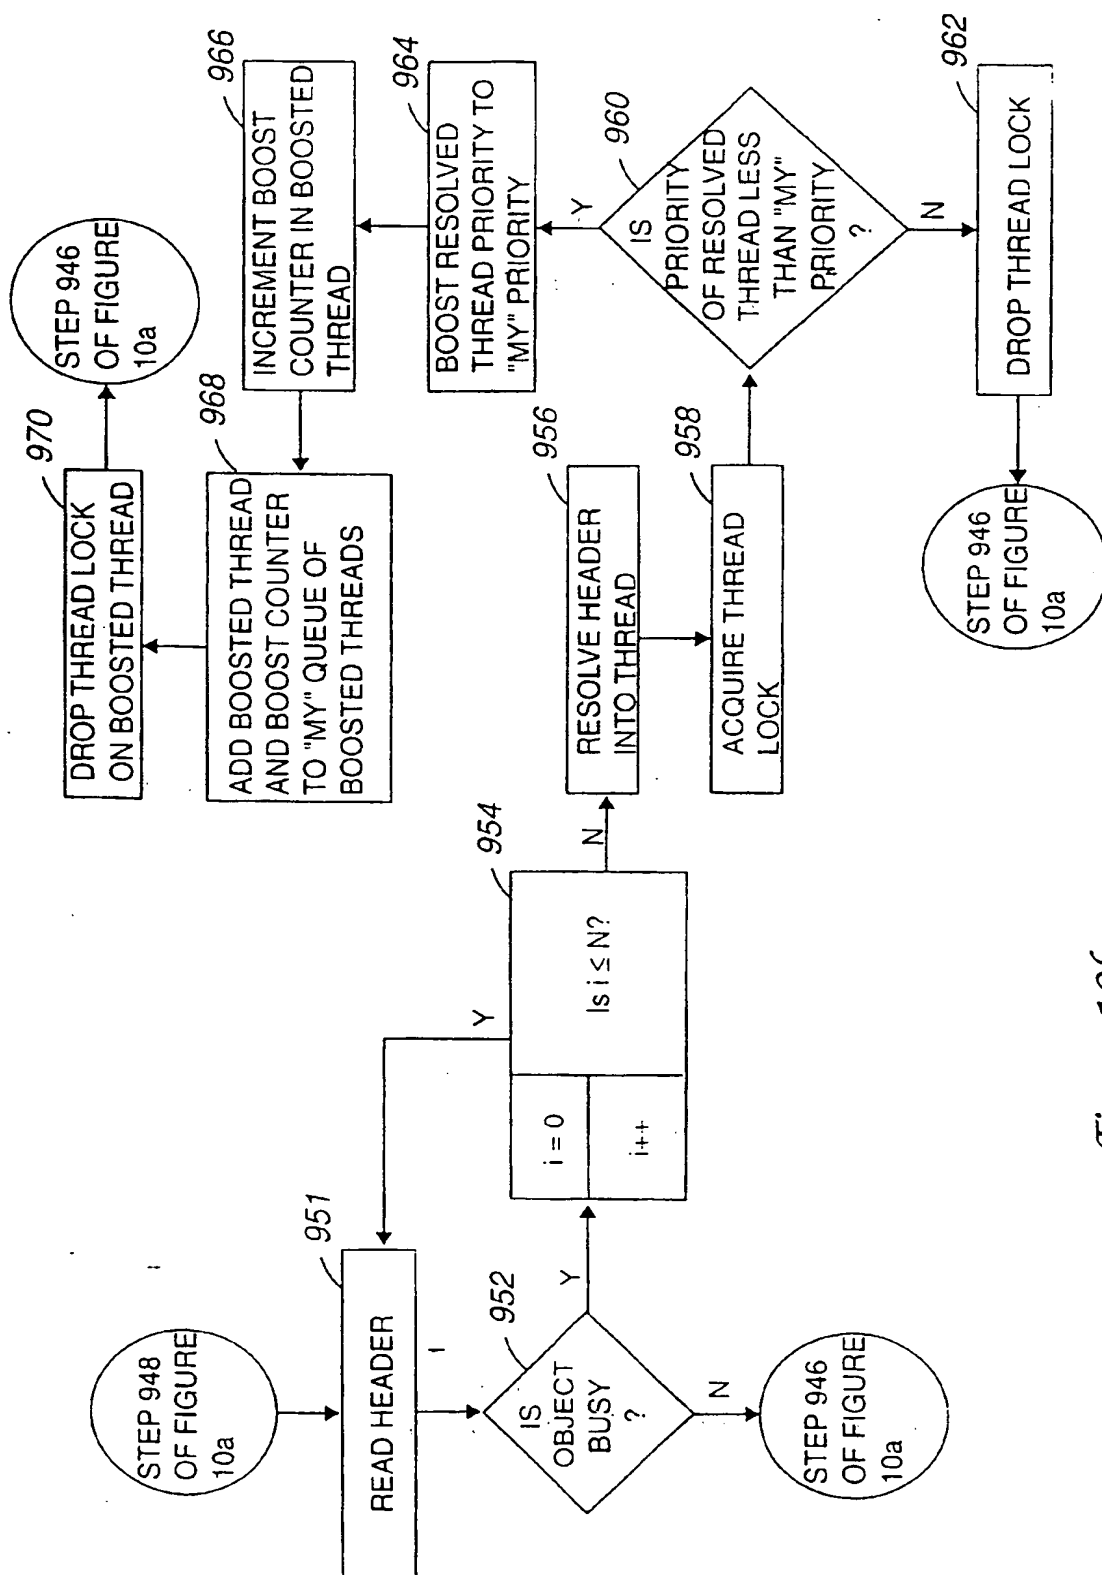 STEP 948
OF FIGURE
10a
951
READ HEADER
952
IS
OBJECT
BUSY
?
Y
N
STEP 946
OF FIGURE
10a
954
i = 0
i++
Is i ≤ N?
Y
N
956
RESOLVE HEADER
INTO THREAD
958
ACQUIRE THREAD
LOCK
960
IS
PRIORITY
OF RESOLVED
THREAD LESS
THAN "MY"
PRIORITY
?
Y
N
962
DROP THREAD LOCK
STEP 946
OF FIGURE
10a
964
BOOST RESOLVED
THREAD PRIORITY TO
"MY" PRIORITY
966
INCREMENT BOOST
COUNTER IN BOOSTED
THREAD
968
ADD BOOSTED THREAD
AND BOOST COUNTER
TO "MY" QUEUE OF
BOOSTED THREADS
970
DROP THREAD LOCK
ON BOOSTED THREAD
STEP 946
OF FIGURE
10a